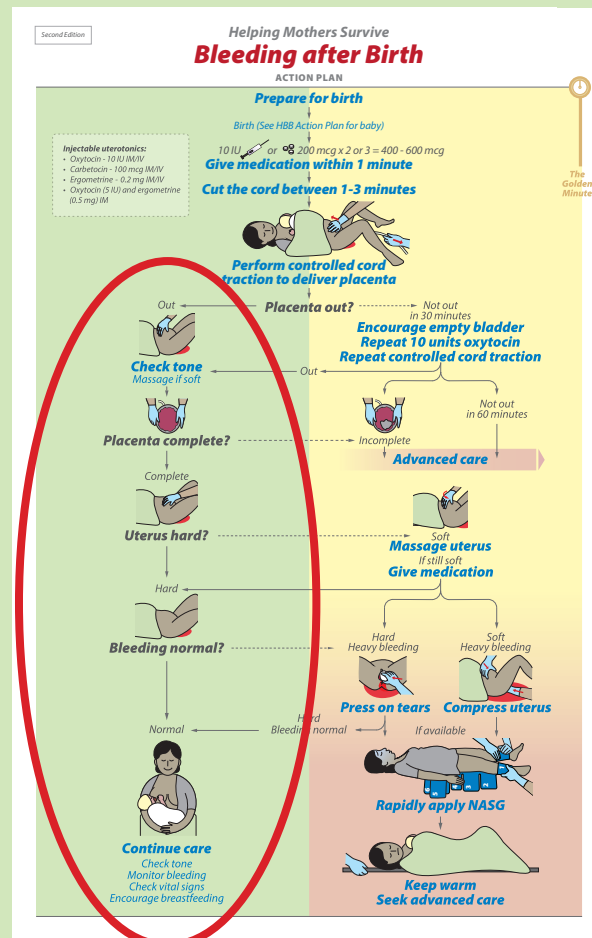 Second Edition
Helping Mothers Survive
Bleeding after Birth
ACTION PLAN
Prepare for birth
Birth (See HBB Action Plan for baby)
Injectable uterotonics:
• Oxytocin - 10 IU IM/IV
• Carbetocin - 100 mcg IM/IV
• Ergometrine - 0.2 mg IM/IV
• Oxytocin (5 IU) and ergometrine
(0.5 mg) IM
10 IU or 200 mcg x 2 or 3 = 400 - 600 mcg
Give medication within 1 minute
Cut the cord between 1-3 minutes
The
Golden
Minute
Perform controlled cord
traction to deliver placenta
Out
Placenta out?
Not out
in 30 minutes
Encourage empty bladder
Repeat 10 units oxytocin
Repeat controlled cord traction
Check tone
Massage if soft
Out
Not out
in 60 minutes
Placenta complete?
Incomplete
Advanced care
Complete
Uterus hard?
Soft
Massage uterus
If still soft
Give medication
Hard
Bleeding normal?
Hard
Heavy bleeding
Soft
Heavy bleeding
Press on tears
Compress uterus
Normal
Hard
Bleeding normal
If available
6
5
4
3
2
Rapidly apply NASG
Continue care
Check tone
Monitor bleeding
Check vital signs
Encourage breastfeeding
Keep warm
Seek advanced care